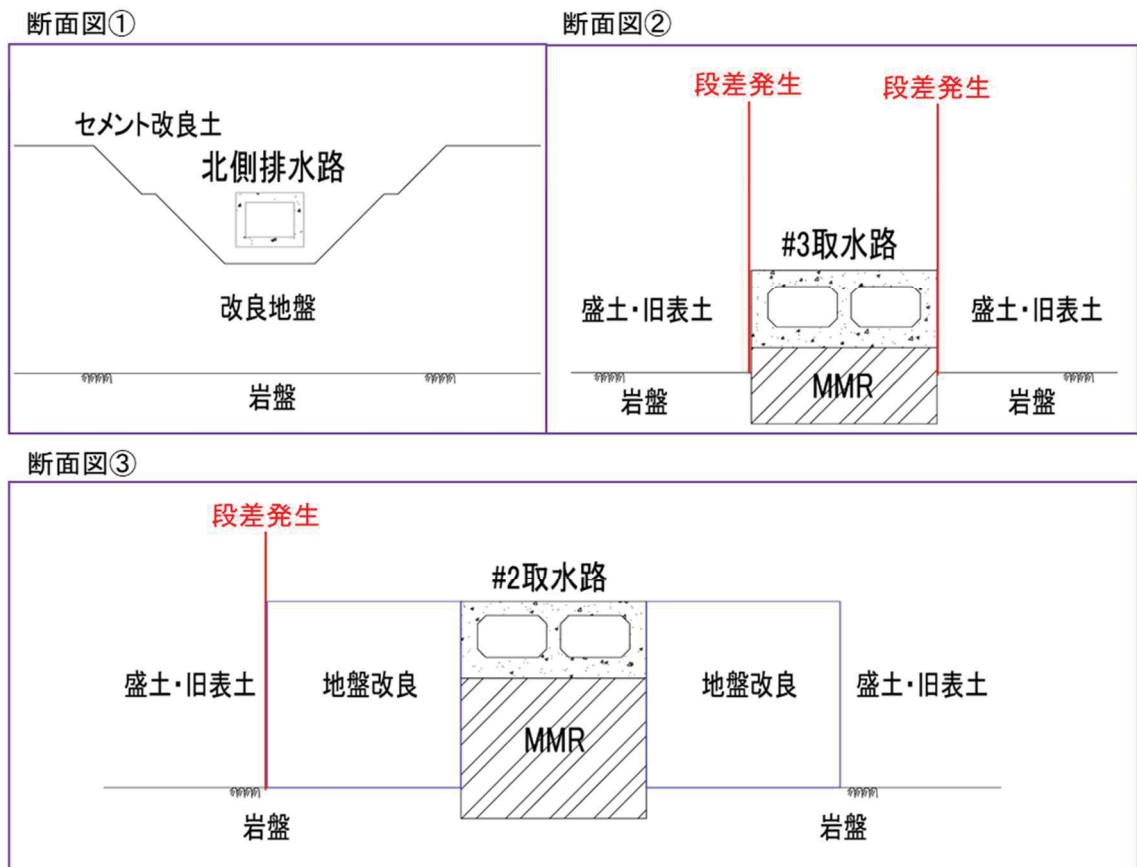 断面図①
セメント改良土
北側排水路
改良地盤
岩盤
断面図②
段差発生
段差発生
#3取水路
盛土・旧表土
盛土・旧表土
MMR
岩盤
岩盤
断面図③
段差発生
#2取水路
盛土・旧表土
地盤改良
地盤改良
盛土・旧表土
MMR
岩盤
岩盤